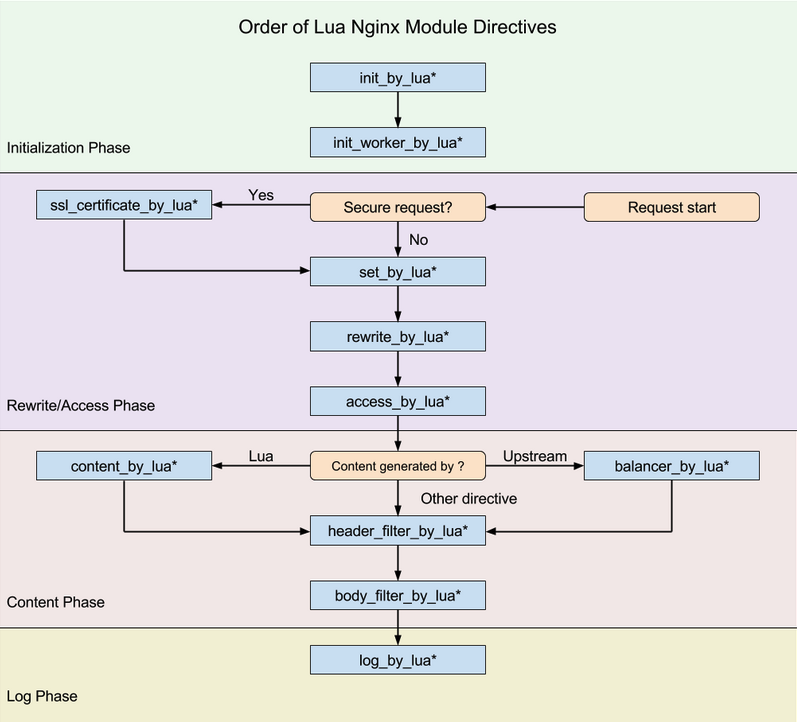 Order of Lua Nginx Module Directives
init_by_lua*
init_worker_by_lua*
Initialization Phase
ssl_certificate_by_lua*
Yes
Secure request?
Request start
No
set_by_lua*
rewrite_by_lua*
access_by_lua*
Rewrite/Access Phase
content_by_lua*
Lua
Content generated by ?
Upstream
balancer_by_lua*
Other directive
header_filter_by_lua*
body_filter_by_lua*
Content Phase
log_by_lua*
Log Phase